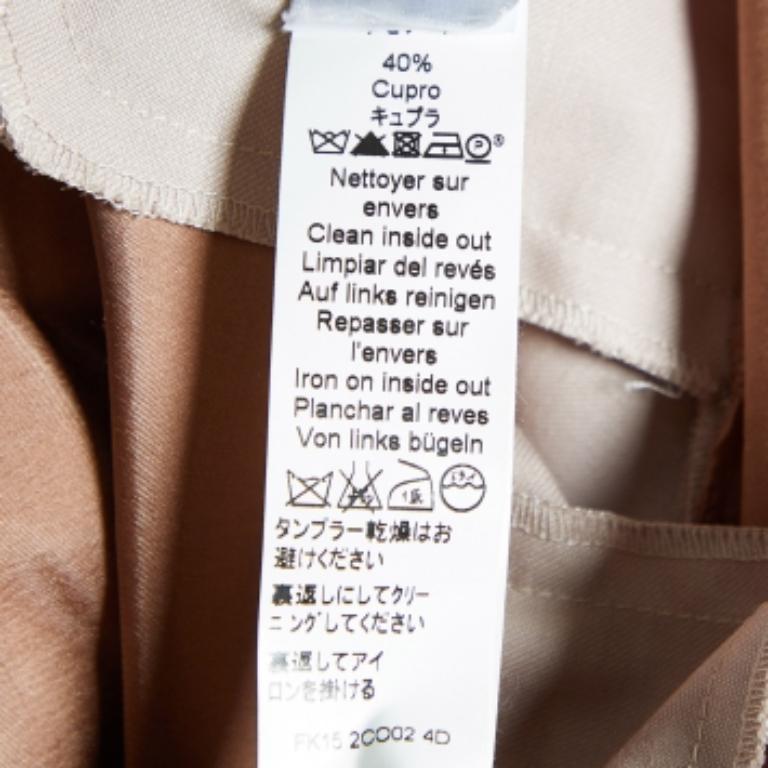 40%
Cupro
キュプラ
P
Nettoyer sur
envers
Clean inside out
Limpiar del revés
Auf links reinigen
Repasser sur
l'envers
Iron on inside out
Planchar al reves
Von links bügeln
タンブラー乾燥はお
避けください
裏返しにしてクリー
ニングしてください
裏返してアイ
ロンを掛ける
FK15 2CO02 4D